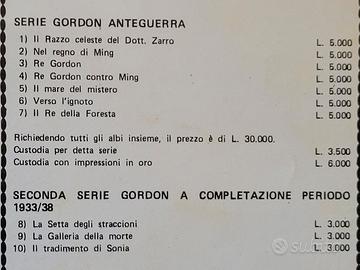 SERIE GORDON ANTEGUERRA
1) Il Razzo celeste del Dott. Zarro L. 5.000
2) Nel regno di Ming L. 5.000
3) Re Gordon L. 5.000
4) Re Gordon contro Ming L. 5.000
5) Il mare del mistero L. 5.000
6) Verso l'ignoto L. 5.000
7) Il Re della Foresta L. 5.000
Richiedendo tutti gli albi insieme, il prezzo è di L. 30.000.
Custodia per detta serie L. 3.500
Custodia con impressioni in oro L. 6.000
SECONDA SERIE GORDON A COMPLETAZIONE PERIODO
1933/38
8) La Setta degli straccioni L. 3.000
9) La Galleria della morte L. 3.000
10) Il tradimento di Sonia L. 3.000
subito